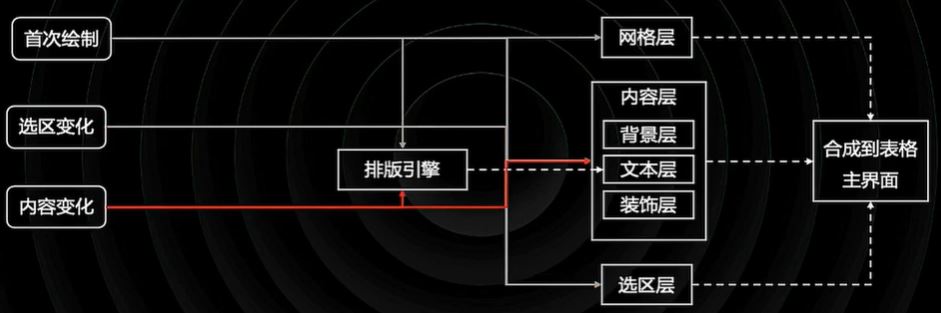 首次绘制
选区变化
内容变化
排版引擎
网格层
内容层
背景层
文本层
装饰层
选区层
合成到表格
主界面